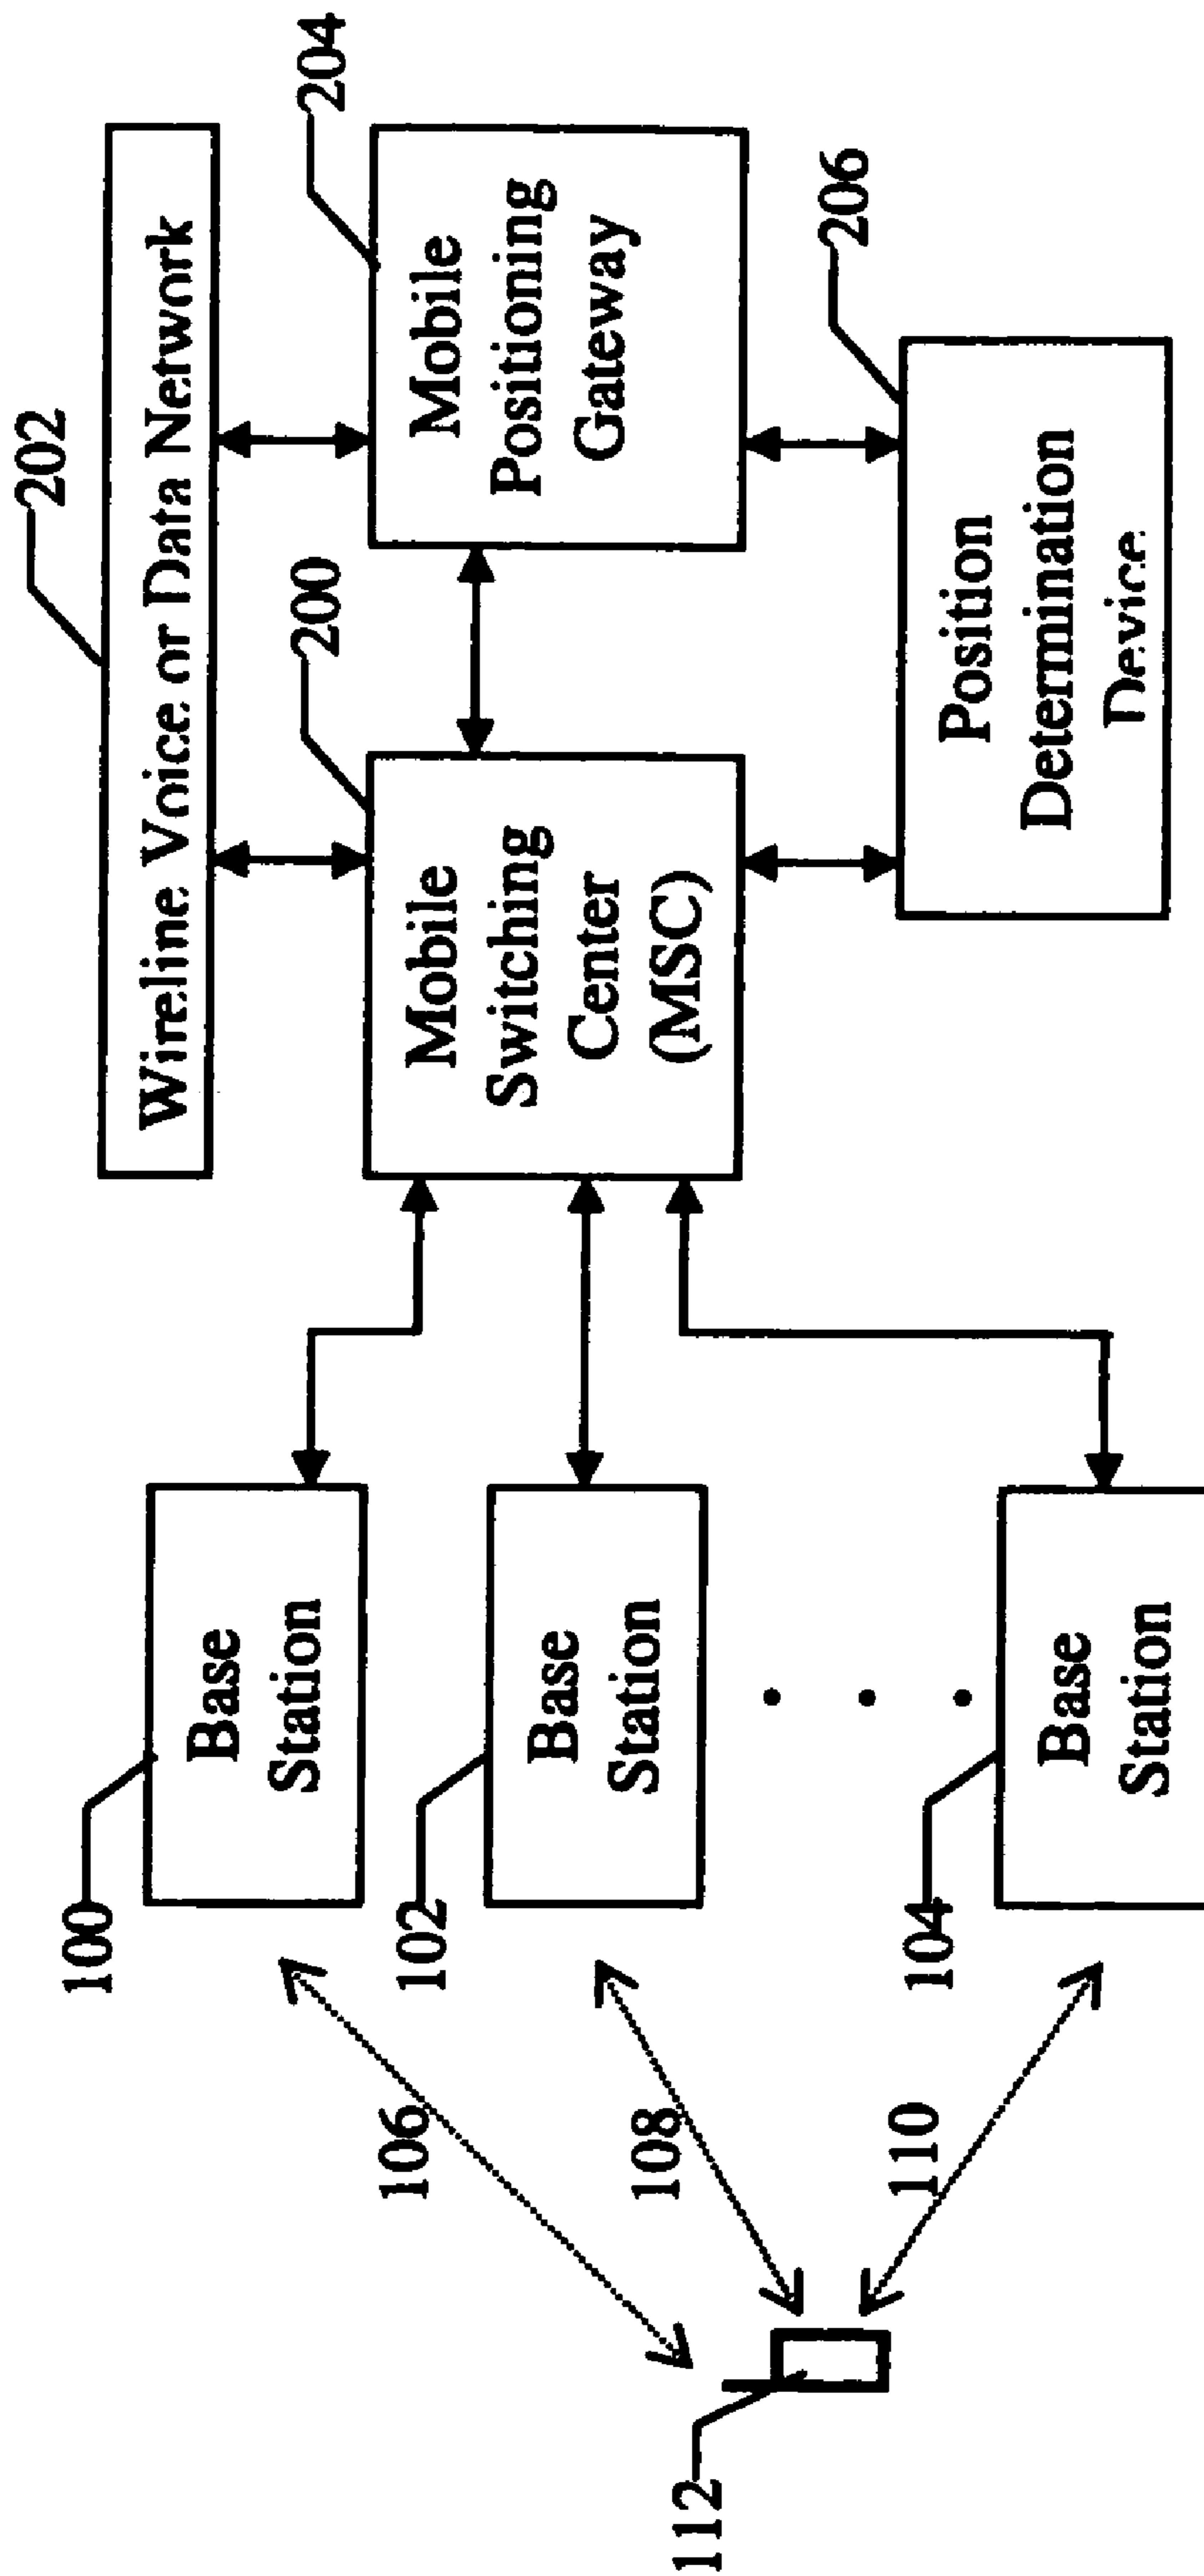 202
Wireline Voice or Data Network
204
200
Mobile
Positioning
Gateway
Mobile
Switching
Center
(MSC)
206
Position
Determination
Device
100
Base
Station
102
Base
Station
104
Base
Station
106
108
110
112